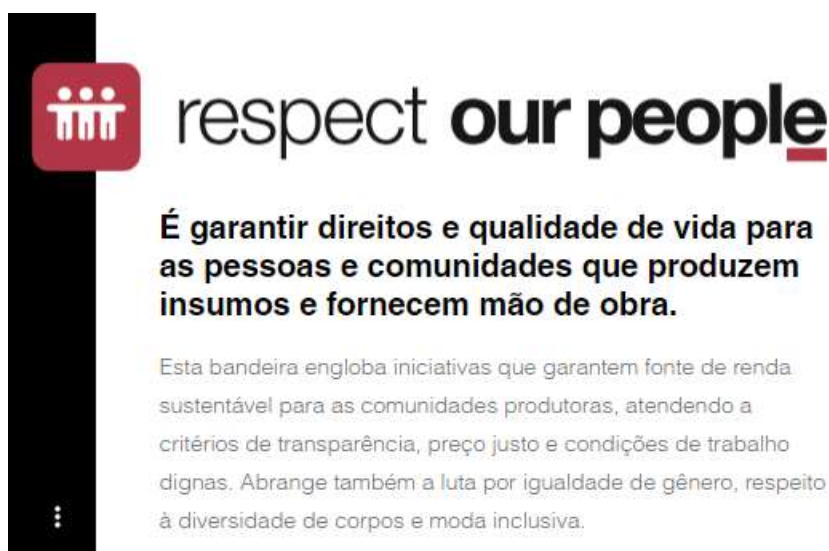 respect our people
É garantir direitos e qualidade de vida para
as pessoas e comunidades que produzem
insumos e fornecem mão de obra.
Esta bandeira engloba iniciativas que garantem fonte de renda
sustentável para as comunidades produtoras, atendendo a
critérios de transparência, preço justo e condições de trabalho
dignas. Abrange também a luta por igualdade de gênero, respeito
à diversidade de corpos e moda inclusiva.